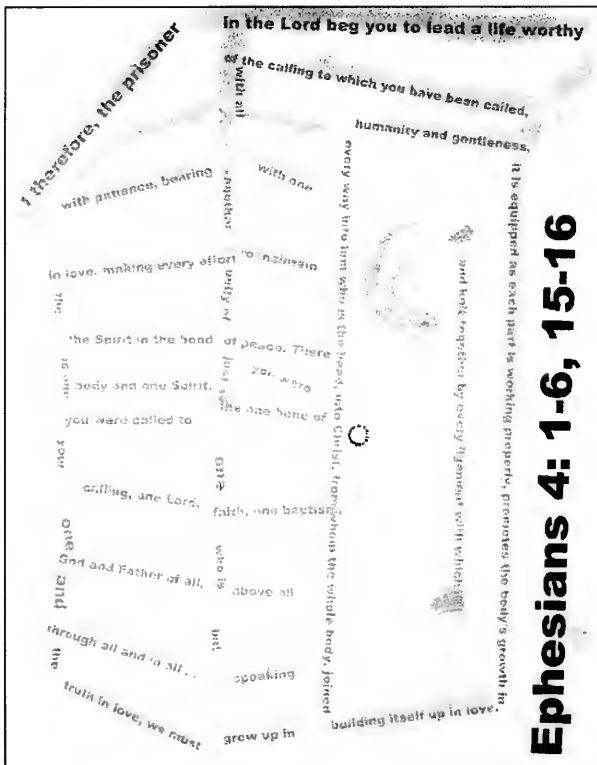 I therefore, the prisoner
in the Lord beg you to lead a life worthy
of the calling to which you have been called,
with all
humanity and gentleness,
with patience, bearing
another
with one
in love, making every effort to maintain
the
unity of
the Spirit in the bond of peace. There
is one
body and one Spirit,
just
you were
you were called to
the one hope of
your
calling, one Lord,
one
faith, one baptism,
one
God and Father of all,
who is
above all
and
through all and in all...
but
speaking
the
truth in love, we must
grow up in
every way into him who is the head, into Christ, from whom the whole body, joined
and knit together by every ligament with which
it is equipped as each part is working properly, promotes the body's growth in
building itself up in love.
Ephesians 4: 1-6, 15-16